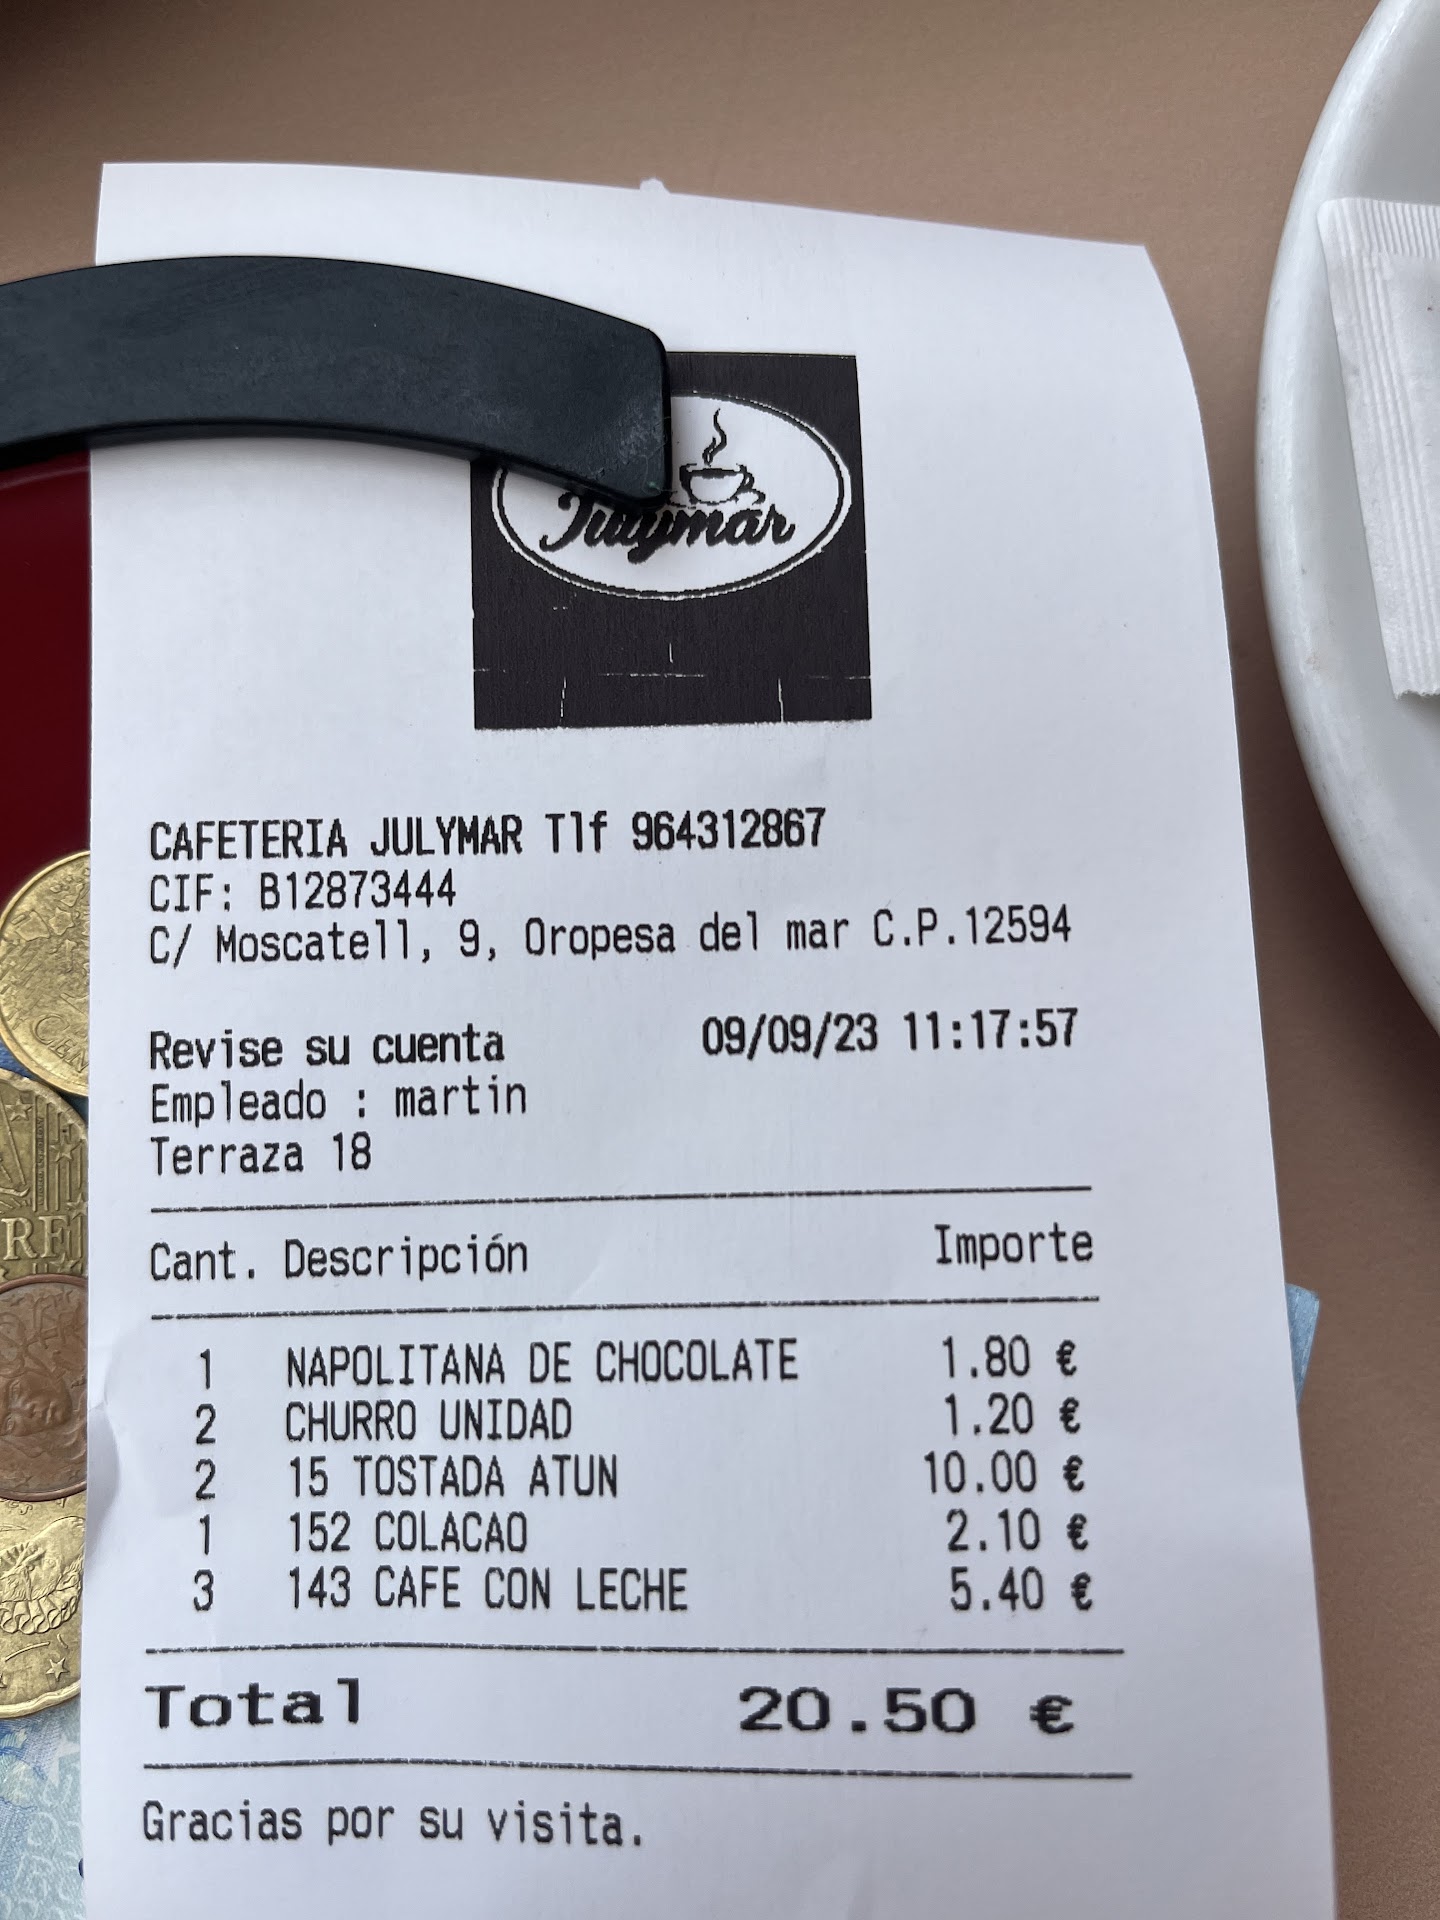 Julymar
CAFETERIA JULYMAR Tlf 964312867
CIF: B12873444
C/ Moscatell, 9, Oropesa del mar C.P.12594
Revise su cuenta 09/09/23 11:17:57
Empleado : martin
Terraza 18
Cant. Descripción Importe
1 NAPOLITANA DE CHOCOLATE 1.80 €
2 CHURRO UNIDAD 1.20 €
2 15 TOSTADA ATUN 10.00 €
1 152 COLACAO 2.10 €
3 143 CAFE CON LECHE 5.40 €
Total 20.50 €
Gracias por su visita.